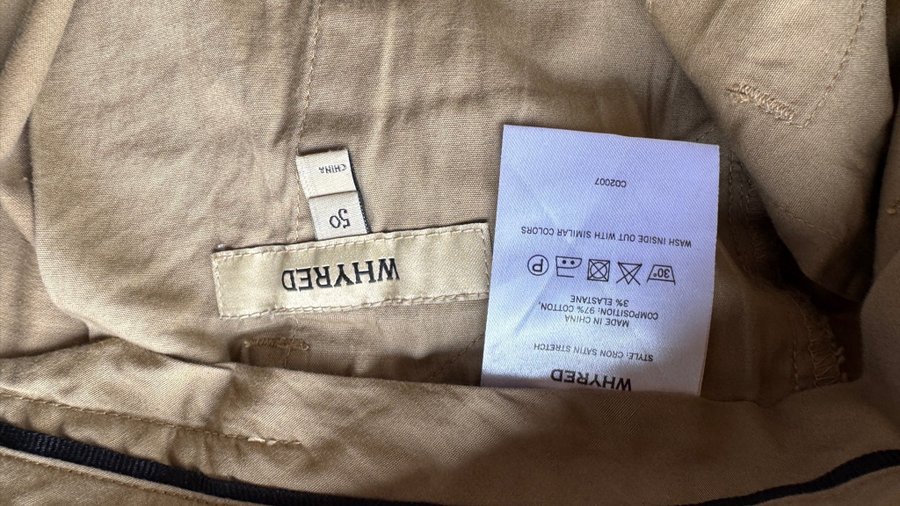 WHYRED
50
CHINA
WHYRED
STYLE: CRON SATIN STRETCH
MADE IN CHINA
COMPOSITION: 97% COTTON,
3% ELASTANE
30°
P
WASH INSIDE OUT WITH SIMILAR COLORS
C02007